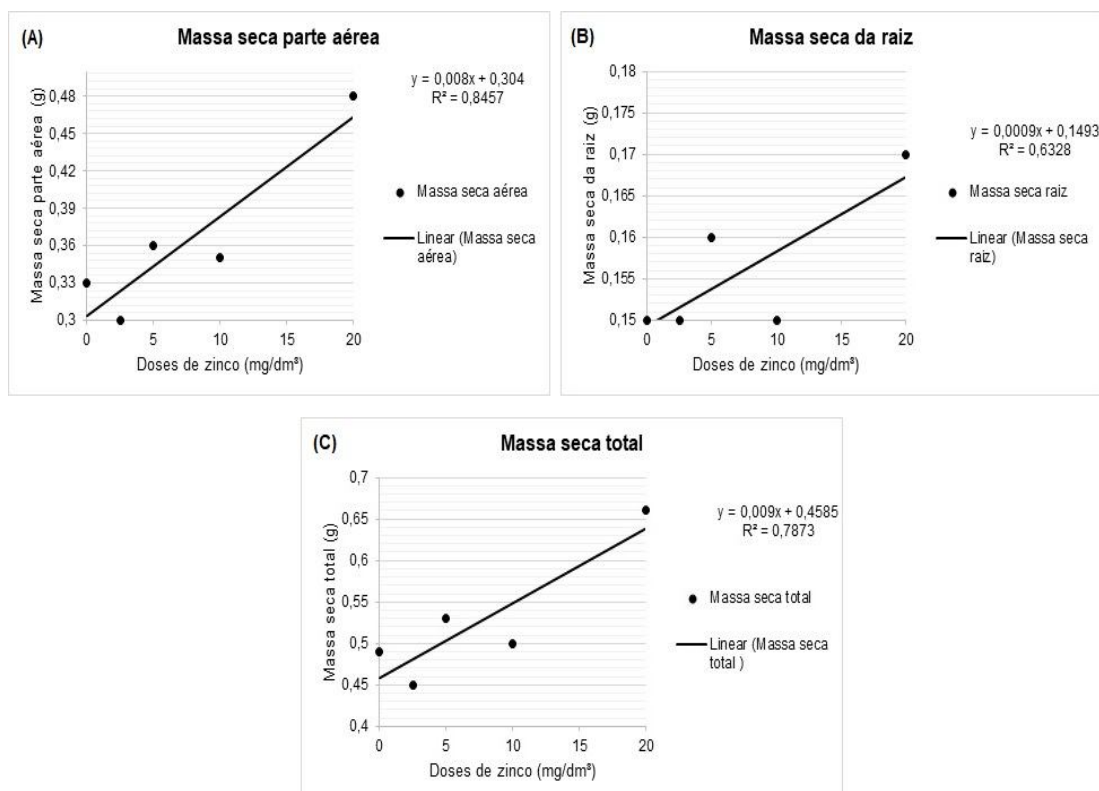 (A)
Massa seca parte aérea
y = 0,008x + 0,304
R² = 0,8457
Massa seca parte aérea (g)
0,48
0,45
0,42
0,39
0,36
0,33
0,3
0
5
10
15
20
Doses de zinco (mg/dm³)
Massa seca aérea
Linear (Massa seca
aérea)
(B)
Massa seca da raiz
y = 0,0009x + 0,1493
R² = 0,6328
Massa seca da raiz (g)
0,18
0,175
0,17
0,165
0,16
0,155
0,15
0
5
10
15
20
Doses de zinco (mg/dm³)
Massa seca raiz
Linear (Massa seca
raiz)
(C)
Massa seca total
y = 0,009x + 0,4585
R² = 0,7873
Massa seca total (g)
0,7
0,65
0,6
0,55
0,5
0,45
0,4
0
5
10
15
20
Doses de zinco (mg/dm³)
Massa seca total
Linear (Massa seca
total )